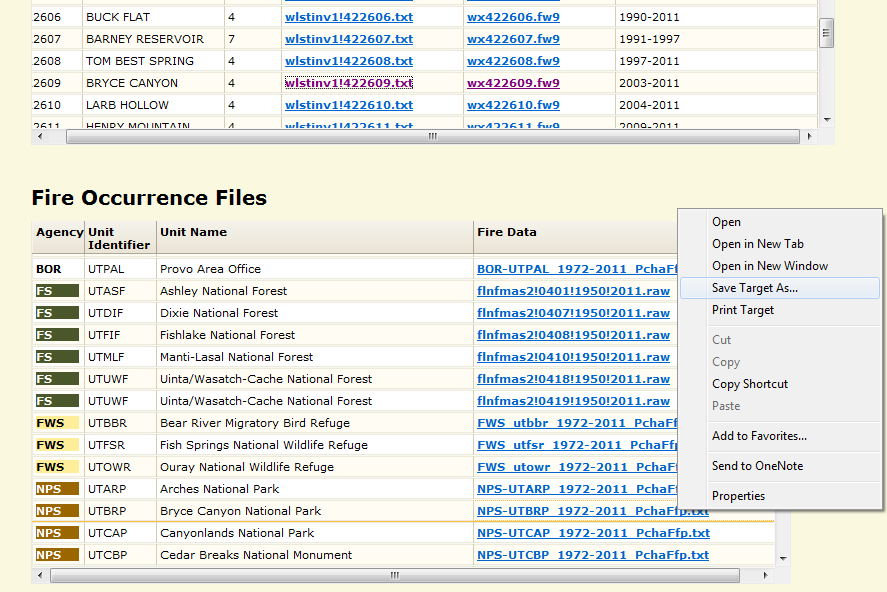 2606 BUCK FLAT 4 wlstinv1!422606.txt wx422606.fw9 1990-2011
2607 BARNEY RESERVOIR 7 wlstinv1!422607.txt wx422607.fw9 1991-1997
2608 TOM BEST SPRING 4 wlstinv1!422608.txt wx422608.fw9 1997-2011
2609 BRYCE CANYON 4 wlstinv1!422609.txt wx422609.fw9 2003-2011
2610 LARB HOLLOW 4 wlstinv1!422610.txt wx422610.fw9 2004-2011
2611 HENRY MOUNTAIN 4 wlstinv1!422611.txt wx422611.fw9 2009-2011
Fire Occurrence Files
Agency Unit Identifier Unit Name Fire Data
BOR UTPAL Provo Area Office BOR-UTPAL_1972-2011_PchaFf
FS UTASF Ashley National Forest flnfmas2!0401!1950!2011.raw
FS UTDIF Dixie National Forest flnfmas2!0407!1950!2011.raw
FS UTFIF Fishlake National Forest flnfmas2!0408!1950!2011.raw
FS UTMLF Manti-Lasal National Forest flnfmas2!0410!1950!2011.raw
FS UTUWF Uinta/Wasatch-Cache National Forest flnfmas2!0418!1950!2011.raw
FS UTUWF Uinta/Wasatch-Cache National Forest flnfmas2!0419!1950!2011.raw
FWS UTBBR Bear River Migratory Bird Refuge FWS_utbbr_1972-2011_PchaFf
FWS UTFSR Fish Springs National Wildlife Refuge FWS_utfsr_1972-2011_PchaFfp
FWS UTOWR Ouray National Wildlife Refuge FWS_utowr_1972-2011_PchaFf
NPS UTARP Arches National Park NPS-UTARP_1972-2011_PchaFf
NPS UTBRP Bryce Canyon National Park NPS-UTBRP_1972-2011_PchaFfp.txt
NPS UTCAP Canyonlands National Park NPS-UTCAP_1972-2011_PchaFfp.txt
NPS UTCBP Cedar Breaks National Monument NPS-UTCBP_1972-2011_PchaFfp.txt
Open
Open in New Tab
Open in New Window
Save Target As...
Print Target
Cut
Copy
Copy Shortcut
Paste
Add to Favorites...
Send to OneNote
Properties